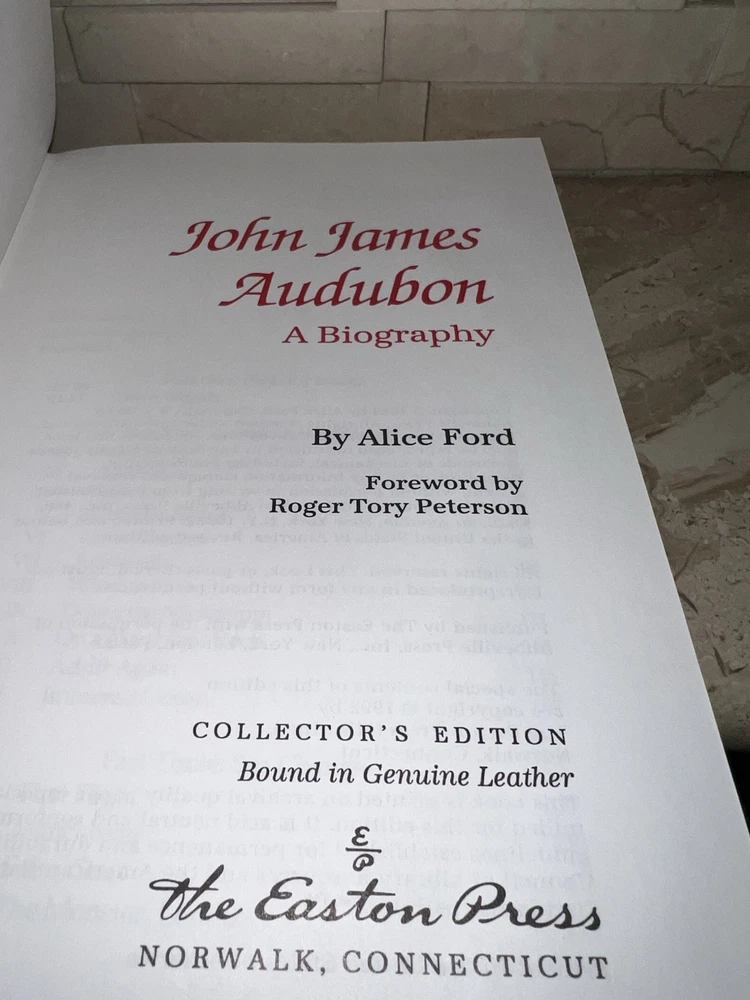 John James
Audubon
A Biography
By Alice Ford
Foreword by
Roger Tory Peterson
COLLECTOR'S EDITION
Bound in Genuine Leather
EP
The Easton Press
NORWALK, CONNECTICUT